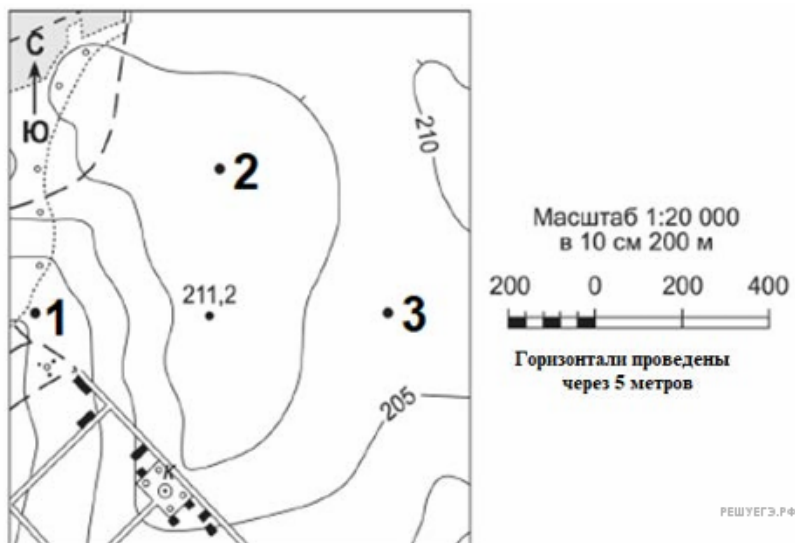 С
Ю
210
2
211,2
1
3
205
К
Масштаб 1:20 000
в 10 см 200 м
200 0 200 400
Горизонтали проведены
через 5 метров
РЕШУЕГЭ.РФ